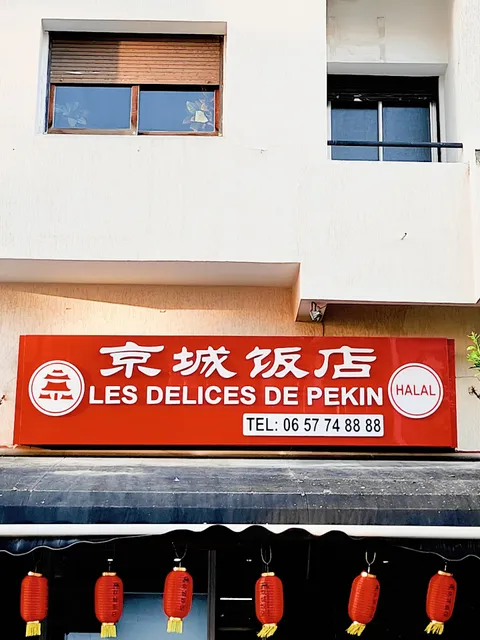 京城饭店
LES DELICES DE PEKIN
HALAL
TEL: 06 57 74 88 88